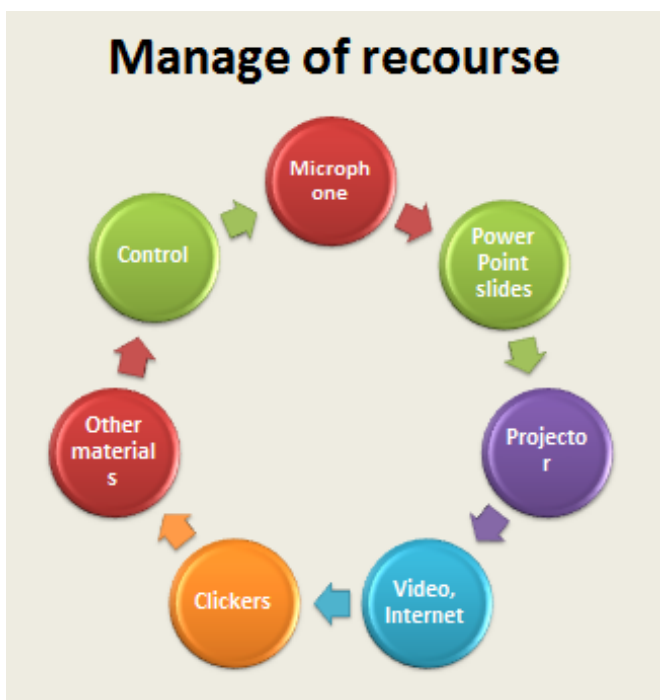 Manage of recourse
Microph
one
Power
Point
slides
Projecto
r
Video,
Internet
Clickers
Other
material
s
Control